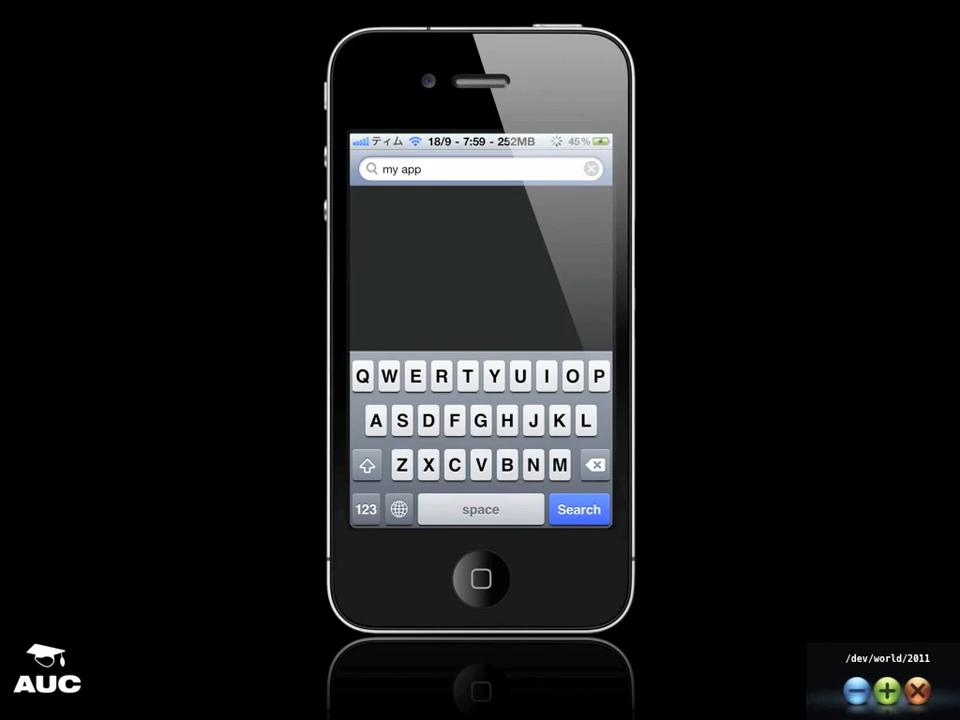 ティム 18/9 - 7:59 - 252MB 45%
my app
Q W E R T Y U I O P
A S D F G H J K L
Z X C V B N M
123 space Search
AUC
/dev/world/2011